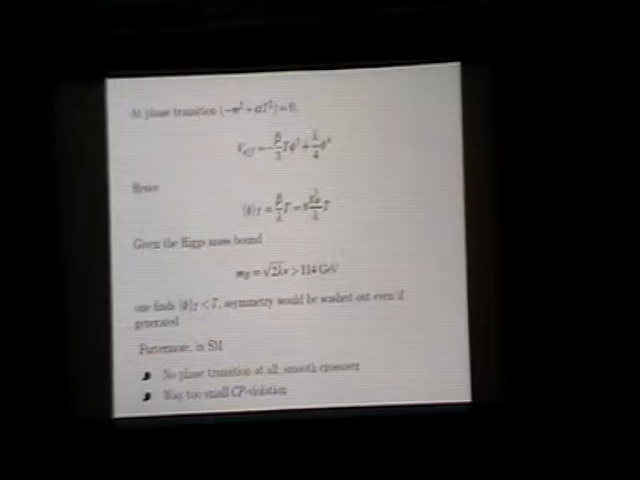 At phase transition (−m² + αT²) = 0,
V_eff = −β/3 Tφ³ + λ/4 φ⁴
Hence
⟨φ⟩_T = β/λ T = # /λ T
Given the Higgs mass bound
m_H = √2λv > 114 GeV
one finds ⟨φ⟩_T < T, asymmetry would be washed out even if
generated
Furtermore, in SM
No phase transition at all; smooth crossover
Way too small CP-violation